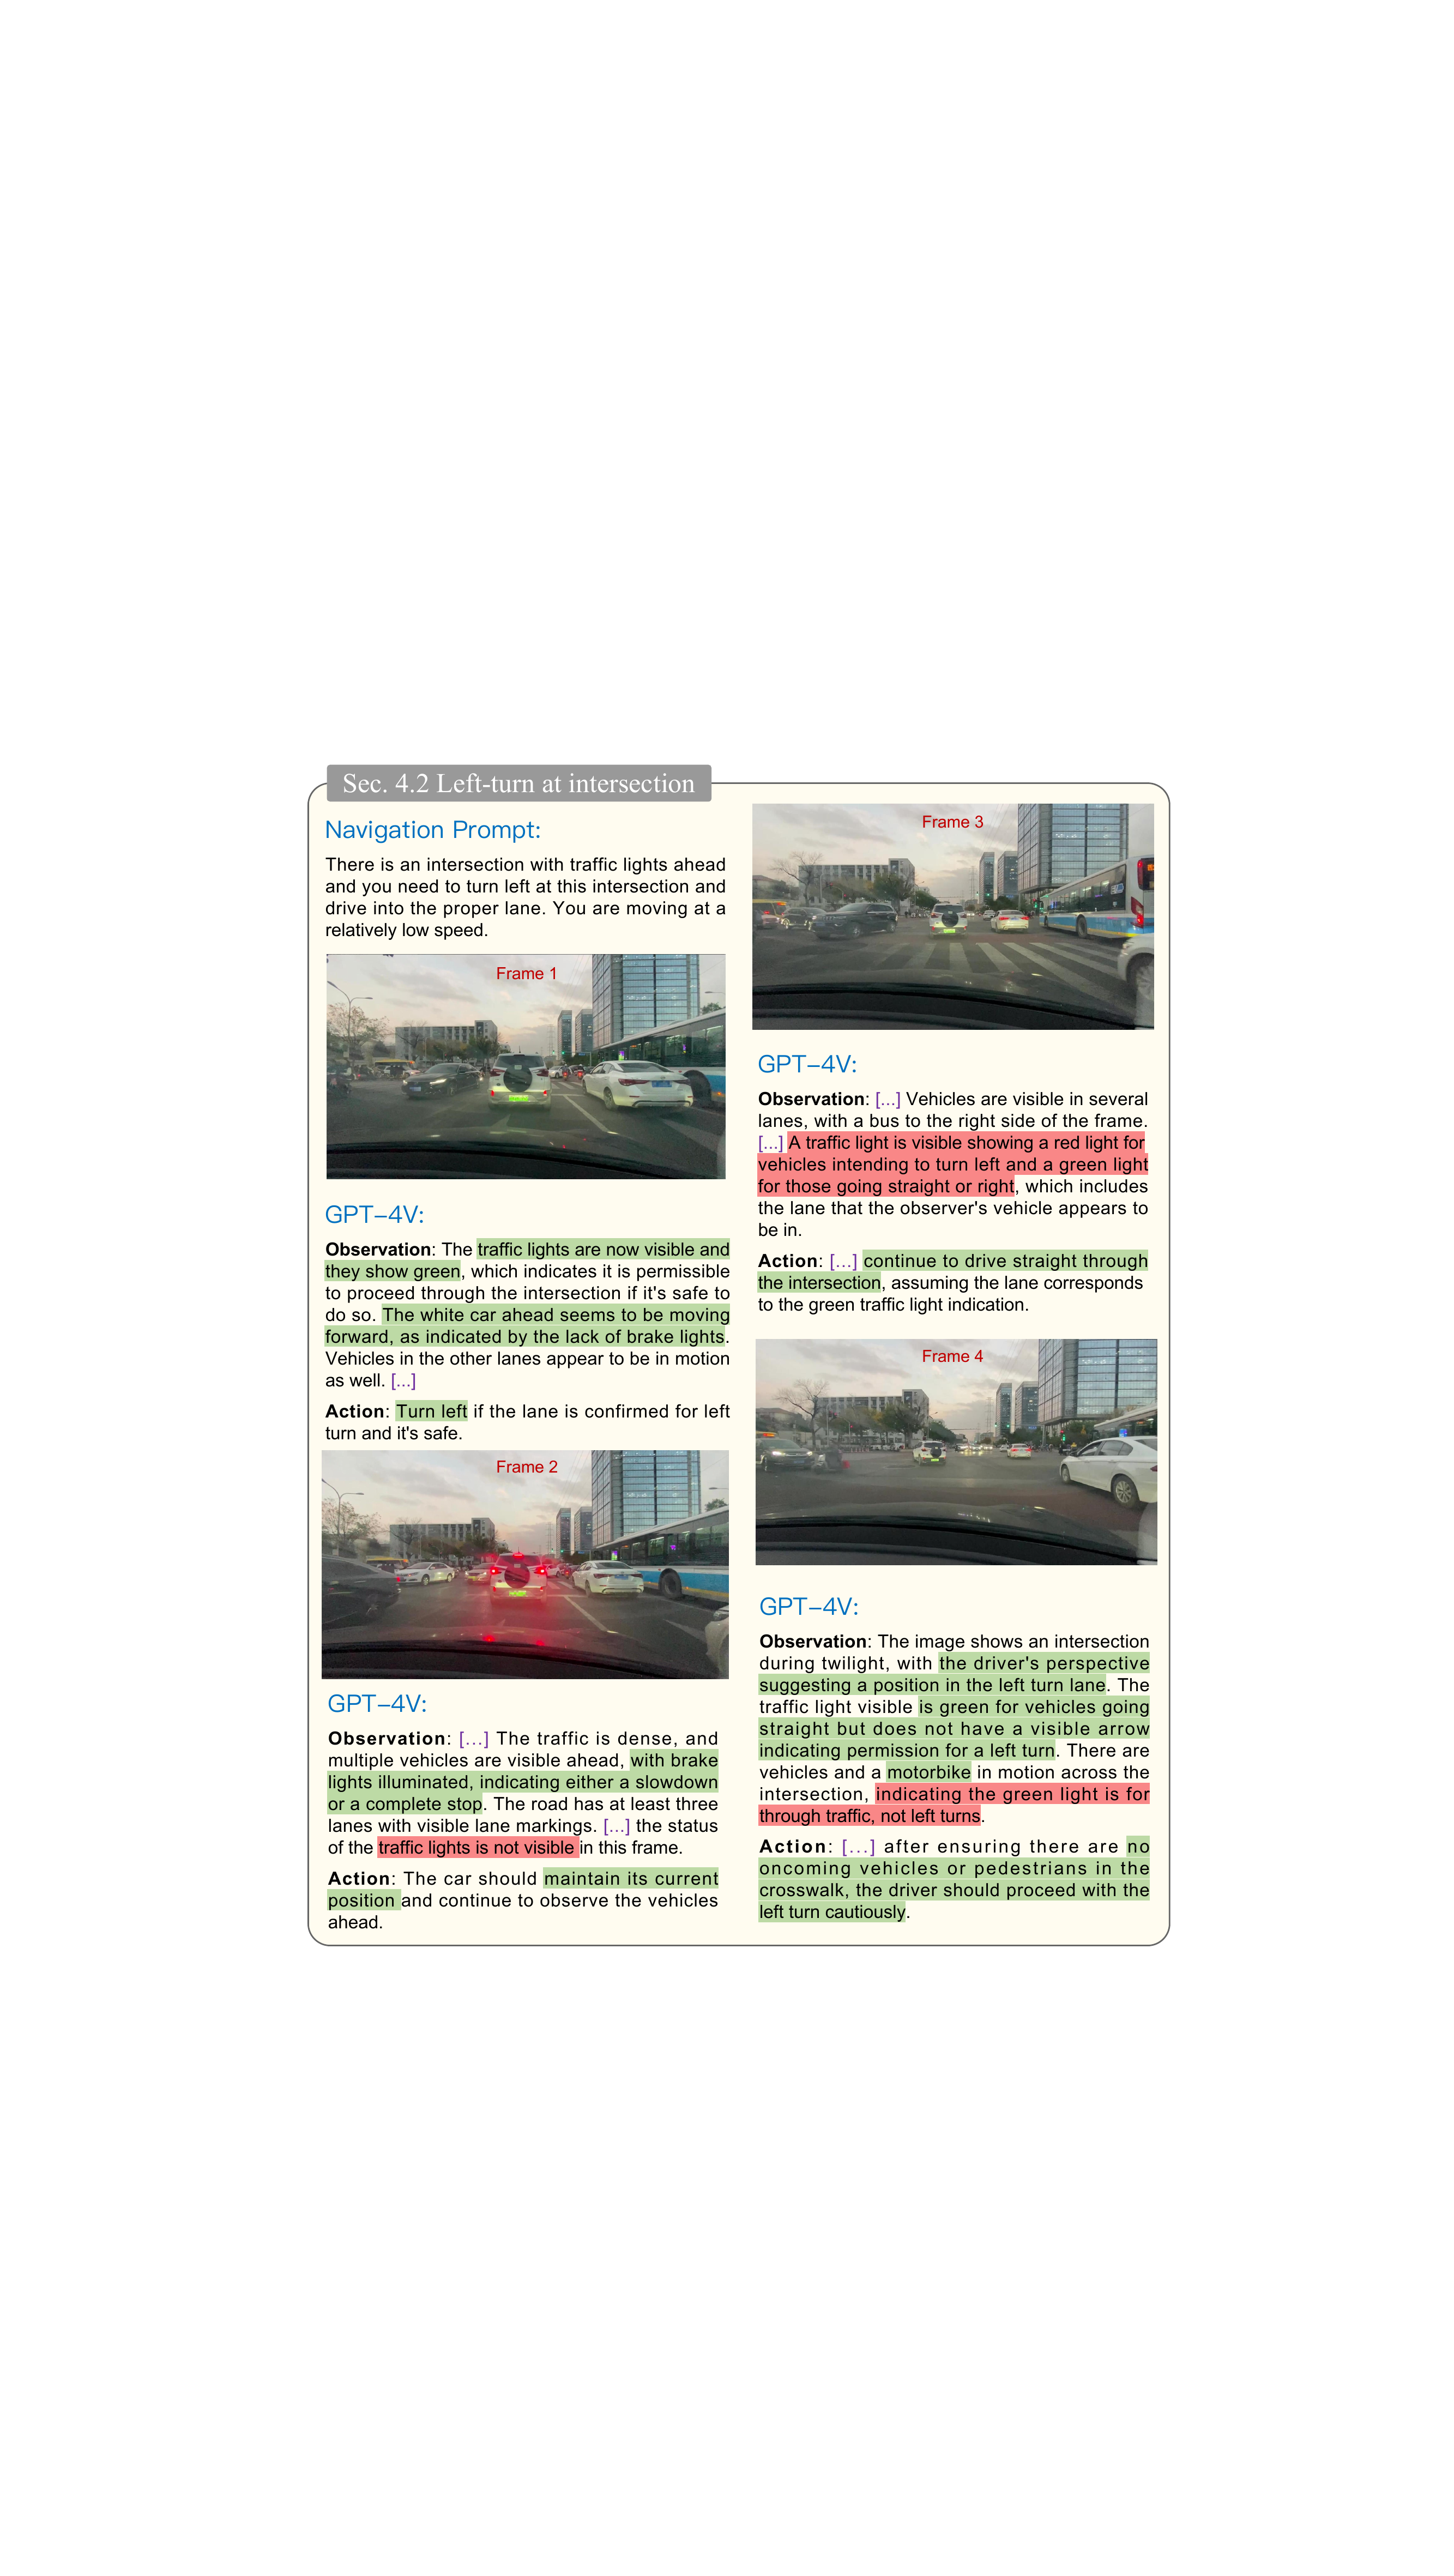 Sec. 4.2 Left-turn at intersection
Navigation Prompt:
There is an intersection with traffic lights ahead
and you need to turn left at this intersection and
drive into the proper lane. You are moving at a
relatively low speed.
Frame 1
GPT-4V:
Observation: The traffic lights are now visible and
they show green, which indicates it is permissible
to proceed through the intersection if it's safe to
do so. The white car ahead seems to be moving
forward, as indicated by the lack of brake lights.
Vehicles in the other lanes appear to be in motion
as well. [...]
Action: Turn left if the lane is confirmed for left
turn and it's safe.
Frame 2
GPT-4V:
Observation: [...] The traffic is dense, and
multiple vehicles are visible ahead, with brake
lights illuminated, indicating either a slowdown
or a complete stop. The road has at least three
lanes with visible lane markings. [...] the status
of the traffic lights is not visible in this frame.
Action: The car should maintain its current
position and continue to observe the vehicles
ahead.
Frame 3
GPT-4V:
Observation: [...] Vehicles are visible in several
lanes, with a bus to the right side of the frame.
[...] A traffic light is visible showing a red light for
vehicles intending to turn left and a green light
for those going straight or right, which includes
the lane that the observer's vehicle appears to
be in.
Action: [...] continue to drive straight through
the intersection, assuming the lane corresponds
to the green traffic light indication.
Frame 4
GPT-4V:
Observation: The image shows an intersection
during twilight, with the driver's perspective
suggesting a position in the left turn lane. The
traffic light visible is green for vehicles going
straight but does not have a visible arrow
indicating permission for a left turn. There are
vehicles and a motorbike in motion across the
intersection, indicating the green light is for
through traffic, not left turns.
Action: [...] after ensuring there are no
oncoming vehicles or pedestrians in the
crosswalk, the driver should proceed with the
left turn cautiously.